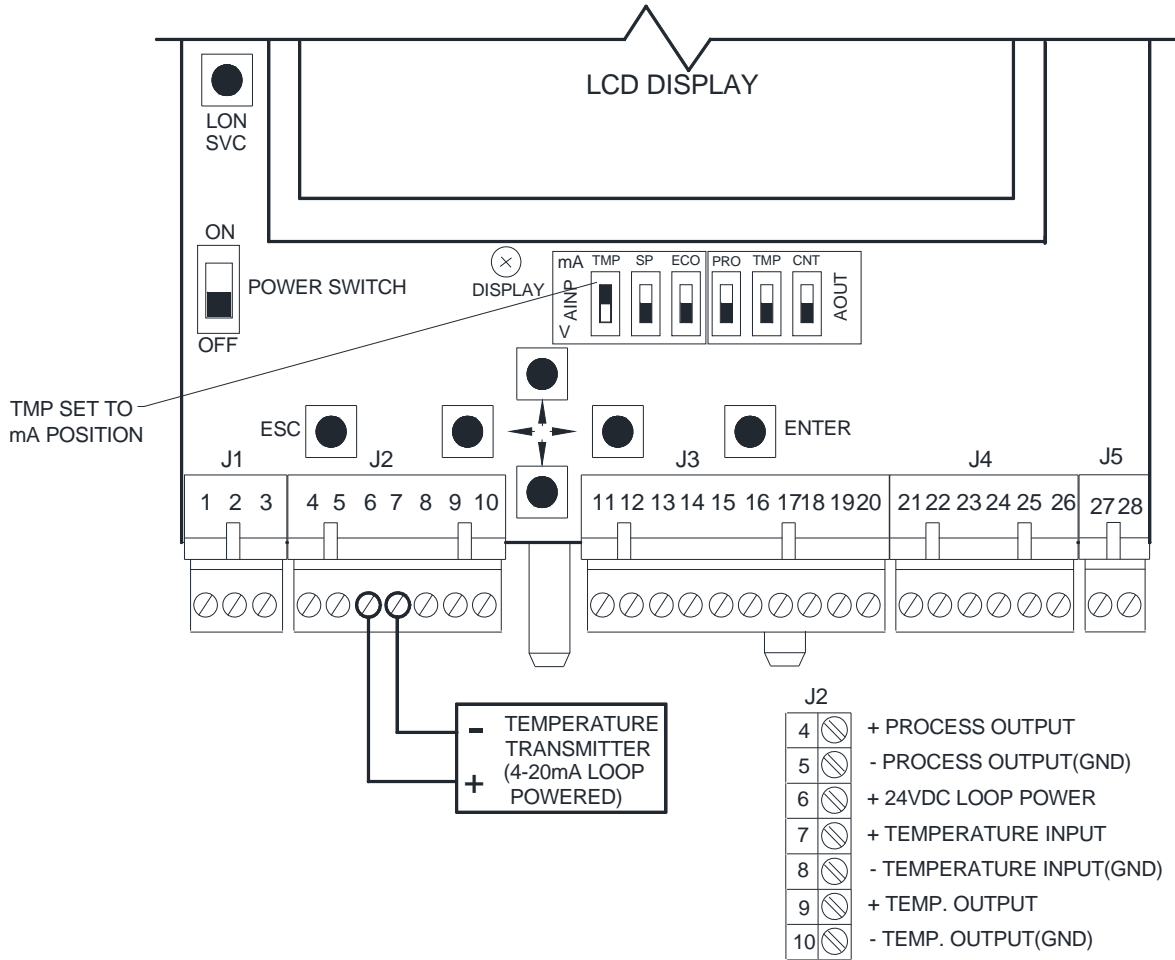 LCD DISPLAY
LON
SVC
ON
POWER SWITCH
OFF
DISPLAY
mA
AINP
V
TMP SP ECO
PRO TMP CNT
AOUT
TMP SET TO
mA POSITION
ESC
ENTER
J1
J2
J3
J4
J5
1 2 3
4 5 6 7 8 9 10
11 12 13 14 15 16 17 18 19 20
21 22 23 24 25 26
27 28
-
+
TEMPERATURE
TRANSMITTER
(4-20mA LOOP
POWERED)
J2
4 + PROCESS OUTPUT
5 - PROCESS OUTPUT(GND)
6 + 24VDC LOOP POWER
7 + TEMPERATURE INPUT
8 - TEMPERATURE INPUT(GND)
9 + TEMP. OUTPUT
10 - TEMP. OUTPUT(GND)